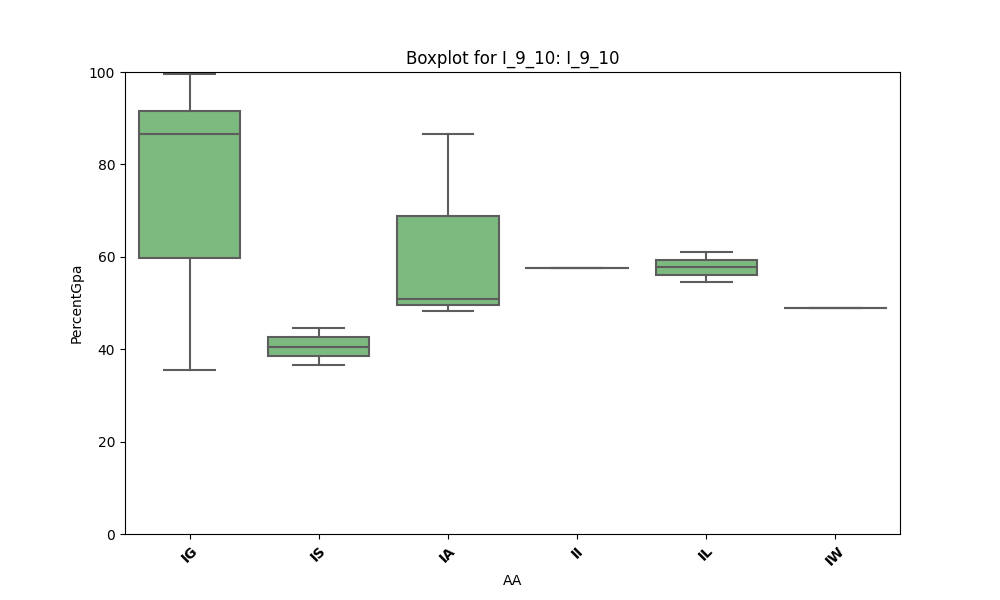 Boxplot for I_9_10: I_9_10
PercentGpa
100
80
60
40
20
0
IG
IS
IA
II
IL
IW
AA